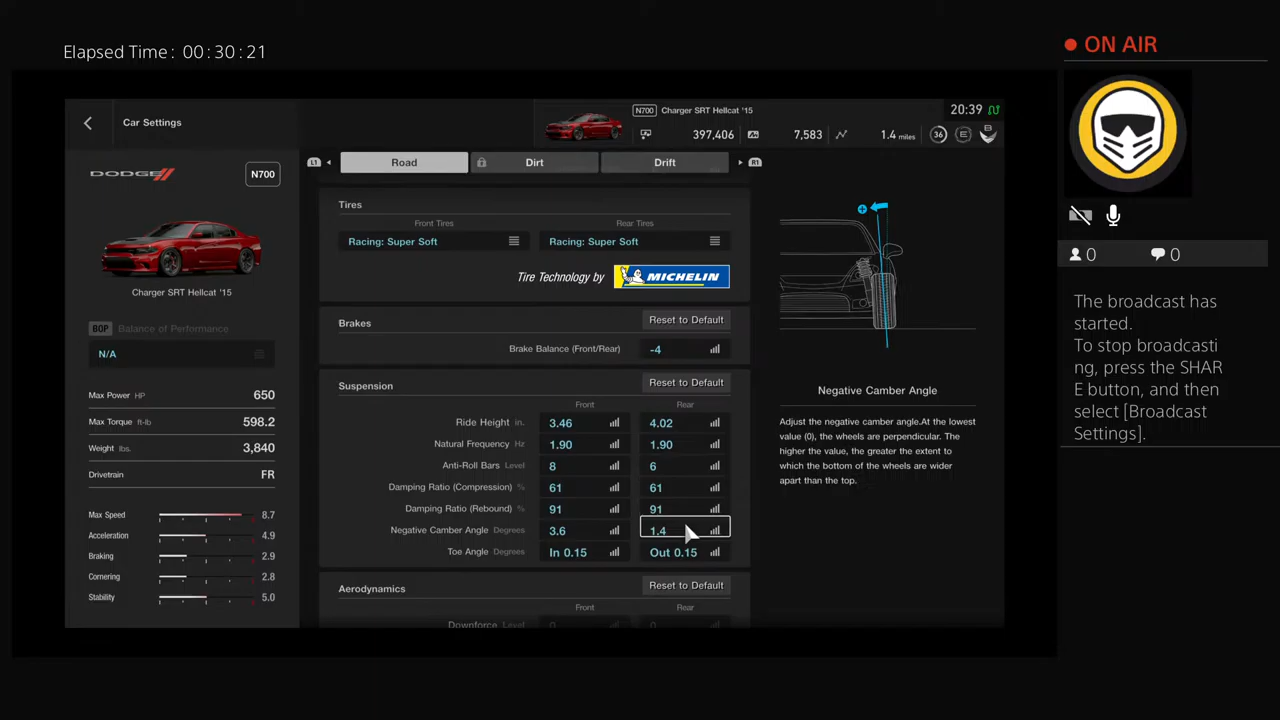 Elapsed Time: 00:30:21
ON AIR
Car Settings
N700 Charger SRT Hellcat '15
20:39
397,406
7,583
1.4 miles
36
E
B
DODGE
N700
L1
Road
Dirt
Drift
R1
Charger SRT Hellcat '15
BOP Balance of Performance
N/A
Max Power HP 650
Max Torque ft-lb 598.2
Weight lbs. 3,840
Drivetrain FR
Max Speed 8.7
Acceleration 4.9
Braking 2.9
Cornering 2.8
Stability 5.0
Tires
Front Tires Rear Tires
Racing: Super Soft Racing: Super Soft
Tire Technology by MICHELIN
Brakes Reset to Default
Brake Balance (Front/Rear) -4
Suspension Reset to Default
Front Rear
Ride Height in. 3.46 4.02
Natural Frequency Hz 1.90 1.90
Anti-Roll Bars Level 8 6
Damping Ratio (Compression) % 61 61
Damping Ratio (Rebound) % 91 91
Negative Camber Angle Degrees 3.6 1.4
Toe Angle Degrees In 0.15 Out 0.15
Aerodynamics Reset to Default
Front Rear
Downforce Level 0 0
Negative Camber Angle
Adjust the negative camber angle.At the lowest
value (0), the wheels are perpendicular. The
higher the value, the greater the extent to
which the bottom of the wheels are wider
apart than the top.
0 0
The broadcast has
started.
To stop broadcasti
ng, press the SHAR
E button, and then
select [Broadcast
Settings].